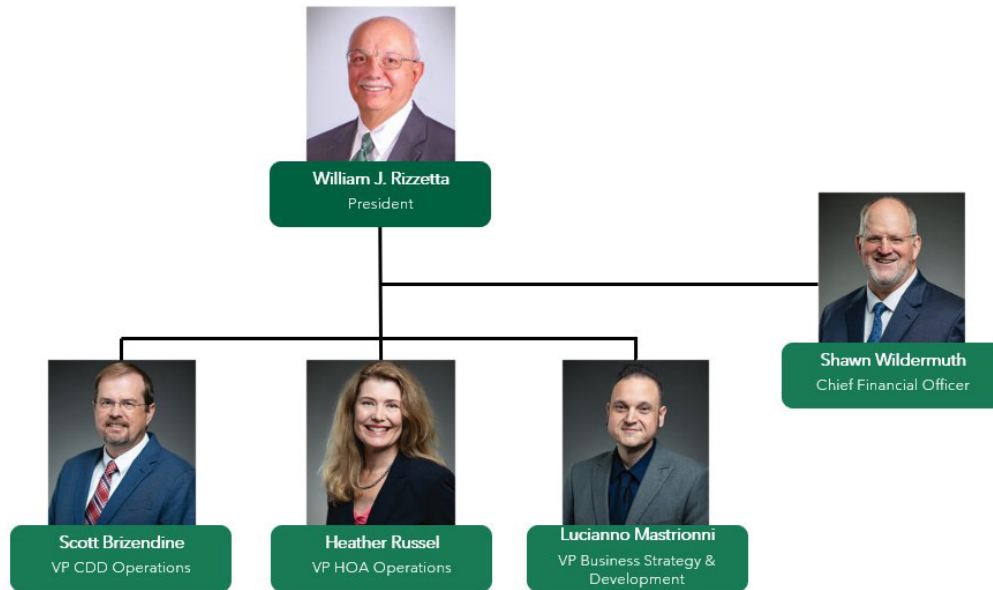 William J. Rizzetta
President
Shawn Wildermuth
Chief Financial Officer
Scott Brizendine
VP CDD Operations
Heather Russel
VP HOA Operations
Lucianno Mastrionni
VP Business Strategy &
Development